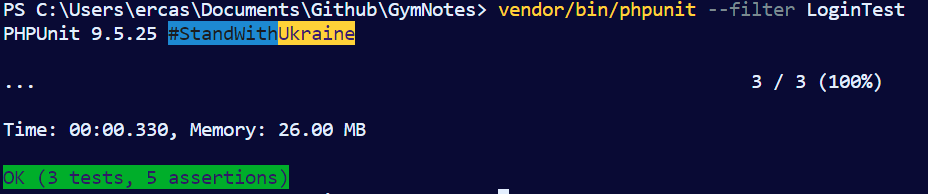 PS C:\Users\ercas\Documents\Github\GymNotes> vendor/bin/phpunit --filter LoginTest
PHPUnit 9.5.25 #StandWithUkraine
... 3 / 3 (100%)
Time: 00:00.330, Memory: 26.00 MB
OK (3 tests, 5 assertions)